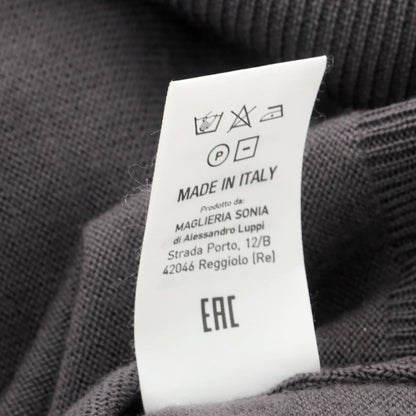 P
MADE IN ITALY
Prodotto da:
MAGLIERIA SONIA
di Alessandro Luppi
Strada Porto, 12/B
42046 Reggiolo (Re)
EAC